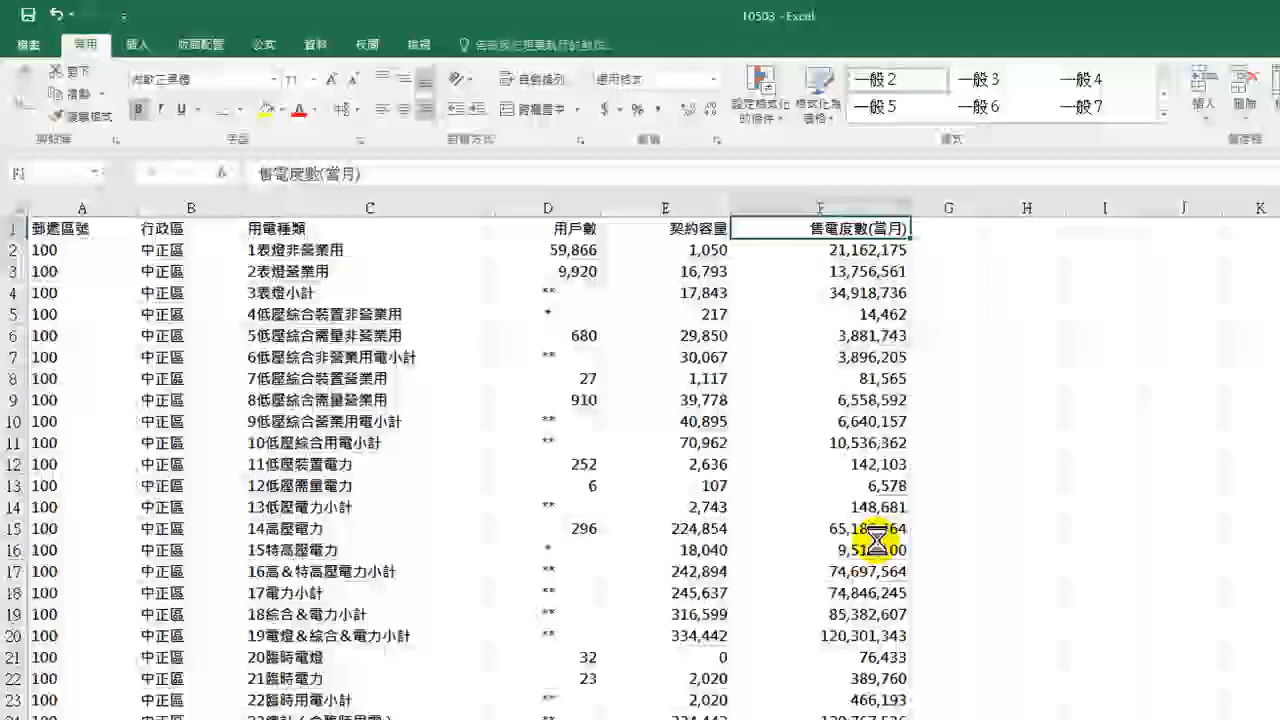 10503 - Excel
檔案 常用 插入 版面配置 公式 資料 校閱 檢視
剪下 11 自動換列 通用格式 一般 2 一般 3 一般 4
複製 B I U 跨欄置中 $ % 設定格式化的條件 格式化為表格 一般 5 一般 6 一般 7 插入 刪除
複製格式
剪貼簿 字型 對齊方式 數值 樣式 儲存格
F1 fx 售電度數(當月)
A B C D E F G H I J K
1 郵遞區號 行政區 用電種類 用戶數 契約容量 售電度數(當月)
2 100 中正區 1表燈非營業用 59,866 1,050 21,162,175
3 100 中正區 2表燈營業用 9,920 16,793 13,756,561
4 100 中正區 3表燈小計 ** 17,843 34,918,736
5 100 中正區 4低壓綜合裝置非營業用 * 217 14,462
6 100 中正區 5低壓綜合需量非營業用 680 29,850 3,881,743
7 100 中正區 6低壓綜合非營業用電小計 ** 30,067 3,896,205
8 100 中正區 7低壓綜合裝置營業用 27 1,117 81,565
9 100 中正區 8低壓綜合需量營業用 910 39,778 6,558,592
10 100 中正區 9低壓綜合營業用電小計 ** 40,895 6,640,157
11 100 中正區 10低壓綜合用電小計 ** 70,962 10,536,362
12 100 中正區 11低壓裝置電力 252 2,636 142,103
13 100 中正區 12低壓需量電力 6 107 6,578
14 100 中正區 13低壓電力小計 ** 2,743 148,681
15 100 中正區 14高壓電力 296 224,854
16 100 中正區 15特高壓電力 * 18,040
17 100 中正區 16高＆特高壓電力小計 ** 242,894 74,697,564
18 100 中正區 17電力小計 ** 245,637 74,846,245
19 100 中正區 18綜合＆電力小計 ** 316,599 85,382,607
20 100 中正區 19電燈＆綜合＆電力小計 ** 334,442 120,301,343
21 100 中正區 20臨時電燈 32 0 76,433
22 100 中正區 21臨時電力 23 2,020 389,760
23 100 中正區 22臨時用電小計 ** 2,020 466,193